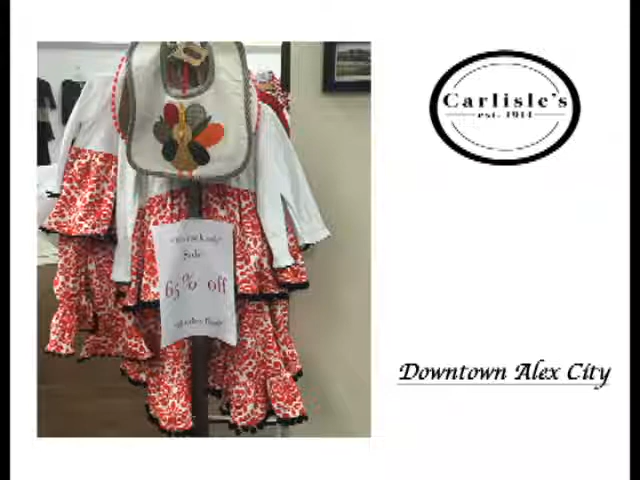 Carlisle's
est. 1914
Sale
65% off
Downtown Alex City